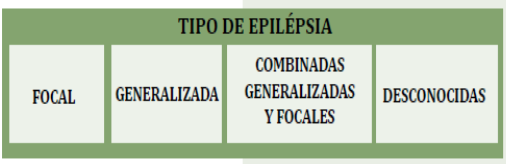 TIPO DE EPILÉPSIA
FOCAL
GENERALIZADA
COMBINADAS
GENERALIZADAS
Y FOCALES
DESCONOCIDAS